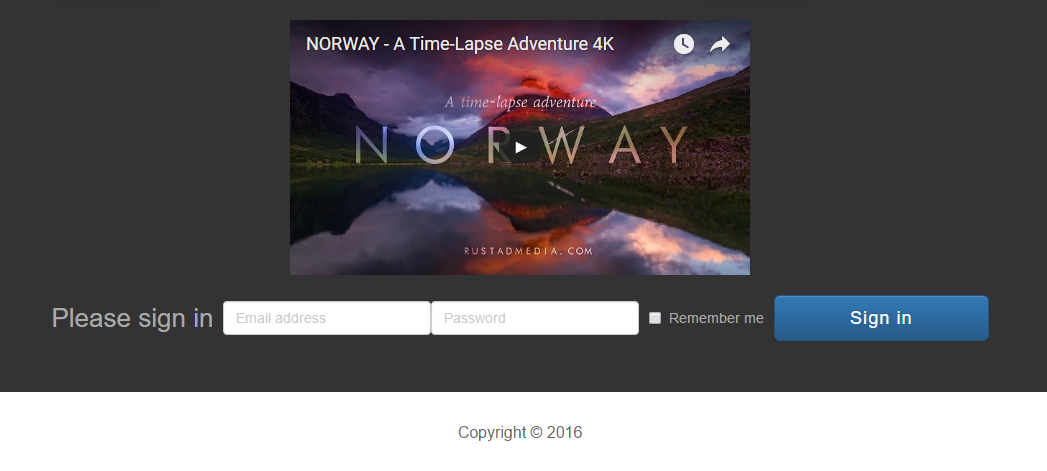 NORWAY - A Time-Lapse Adventure 4K
A time-lapse adventure
NORWAY
RUSTADMEDIA.COM
Please sign in Email address Password Remember me Sign in
Copyright © 2016